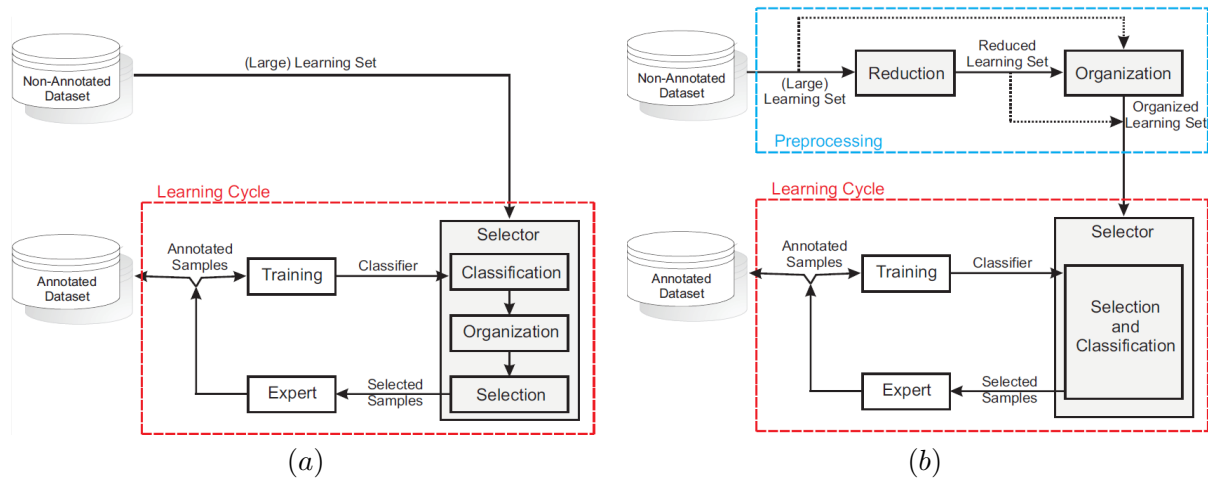 Non-Annotated
Dataset
(Large) Learning Set
Learning Cycle
Annotated
Dataset
Annotated
Samples
Training
Classifier
Selector
Classification
Organization
Selection
Expert
Selected
Samples
(a)
Non-Annotated
Dataset
(Large)
Learning Set
Reduction
Reduced
Learning Set
Organization
Organized
Learning Set
Preprocessing
Learning Cycle
Annotated
Dataset
Annotated
Samples
Training
Classifier
Selector
Selection
and
Classification
Expert
Selected
Samples
(b)